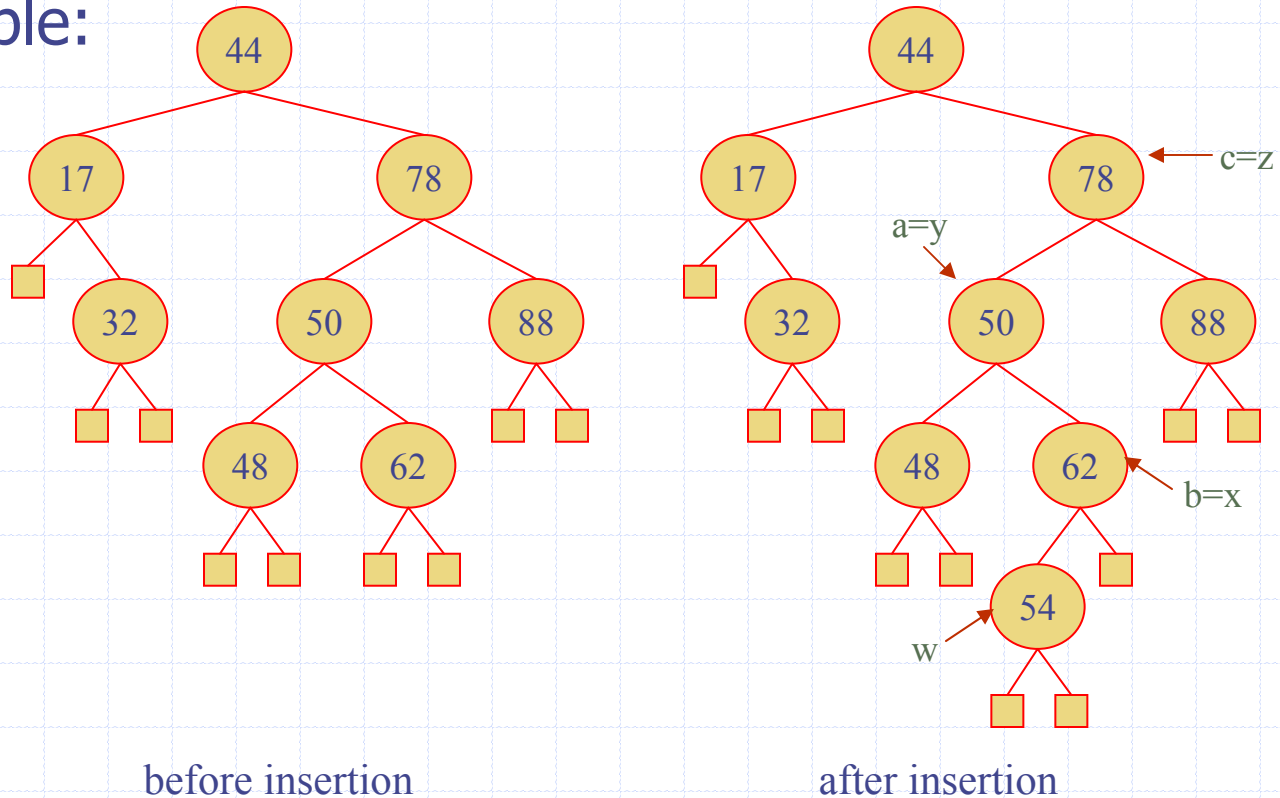 ple:
44
44
17
78
17
78
c=z
a=y
32
50
88
32
50
88
48
62
48
62
b=x
54
w
before insertion
after insertion